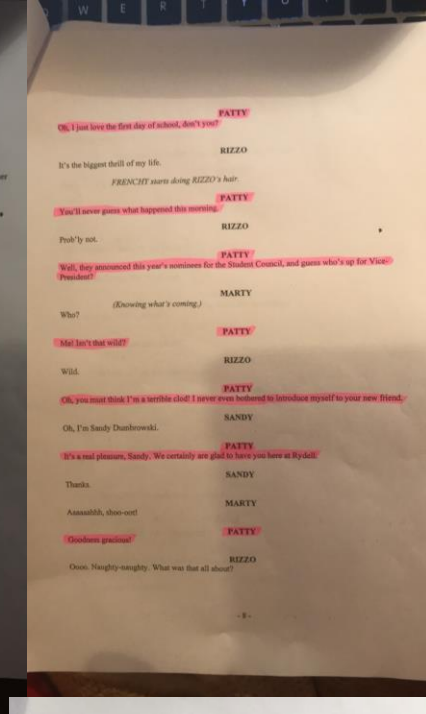 W E R T
er
PATTY
Oh, I just love the first day of school, don't you?
RIZZO
It's the biggest thrill of my life.
FRENCHY starts doing RIZZO's hair.
PATTY
You'll never guess what happened this morning.
RIZZO
Prob'ly not.
PATTY
Well, they announced this year's nominees for the Student Council, and guess who's up for Vice-
President?
MARTY
(Knowing what's coming.)
Who?
PATTY
Me! Isn't that wild?
RIZZO
Wild.
PATTY
Oh, you must think I'm a terrible clod! I never even bothered to introduce myself to your new friend.
SANDY
Oh, I'm Sandy Dumbrowski.
PATTY
It's a real pleasure, Sandy. We certainly are glad to have you here at Rydell.
SANDY
Thanks.
MARTY
Aaaauuhhh, shoo-oot!
PATTY
Goodness gracious!
RIZZO
Oooo. Naughty-naughty. What was that all about?